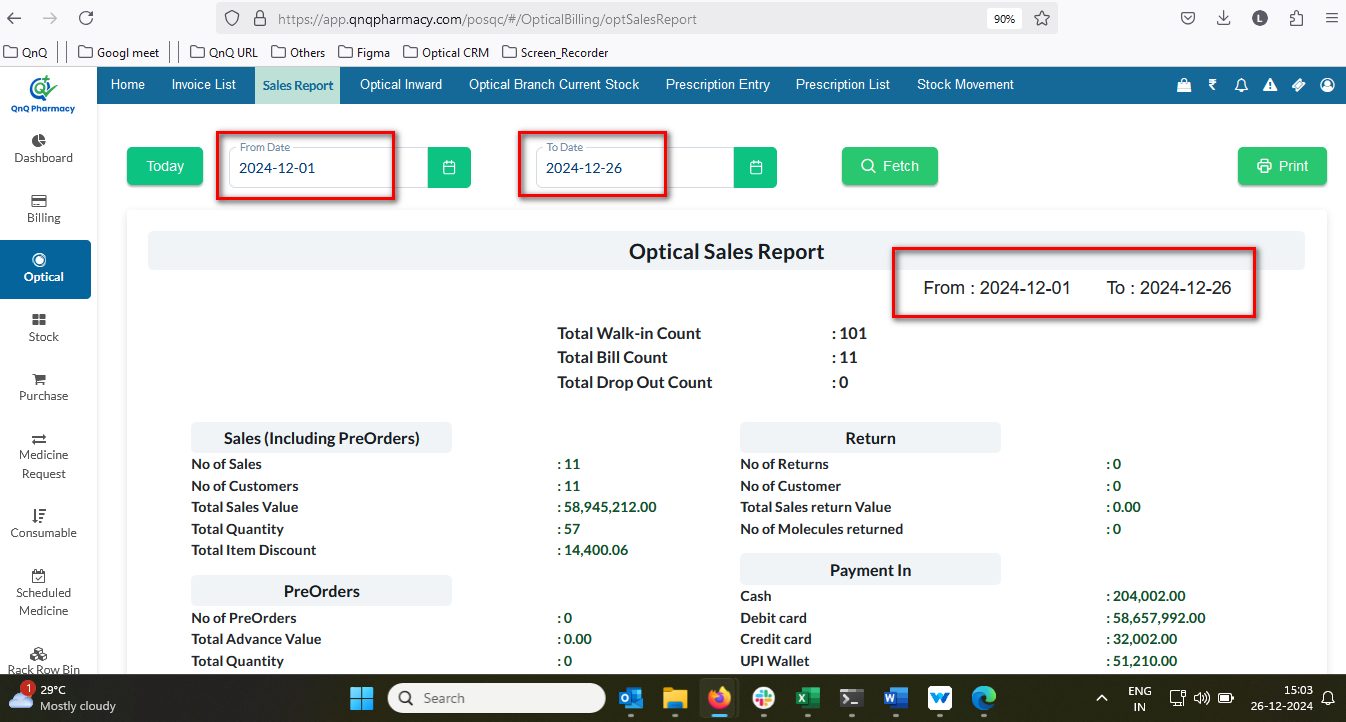 https://app.qnqpharmacy.com/posqc/#/OpticalBilling/optSalesReport
90%
L
QnQ
Googl meet
QnQ URL
Others
Figma
Optical CRM
Screen_Recorder
QnQ Pharmacy
Home
Invoice List
Sales Report
Optical Inward
Optical Branch Current Stock
Prescription Entry
Prescription List
Stock Movement
Dashboard
Billing
Optical
Stock
Purchase
Medicine
Request
Consumable
Scheduled
Medicine
Rack Row Bin
Today
From Date
2024-12-01
To Date
2024-12-26
Fetch
Print
Optical Sales Report
From : 2024-12-01 To : 2024-12-26
Total Walk-in Count : 101
Total Bill Count : 11
Total Drop Out Count : 0
Sales (Including PreOrders)
No of Sales : 11
No of Customers : 11
Total Sales Value : 58,945,212.00
Total Quantity : 57
Total Item Discount : 14,400.06
PreOrders
No of PreOrders : 0
Total Advance Value : 0.00
Total Quantity : 0
Return
No of Returns : 0
No of Customer : 0
Total Sales return Value : 0.00
No of Molecules returned : 0
Payment In
Cash : 204,002.00
Debit card : 58,657,992.00
Credit card : 32,002.00
UPI Wallet : 51,210.00
1
29°C
Mostly cloudy
Search
ENG
IN
15:03
26-12-2024